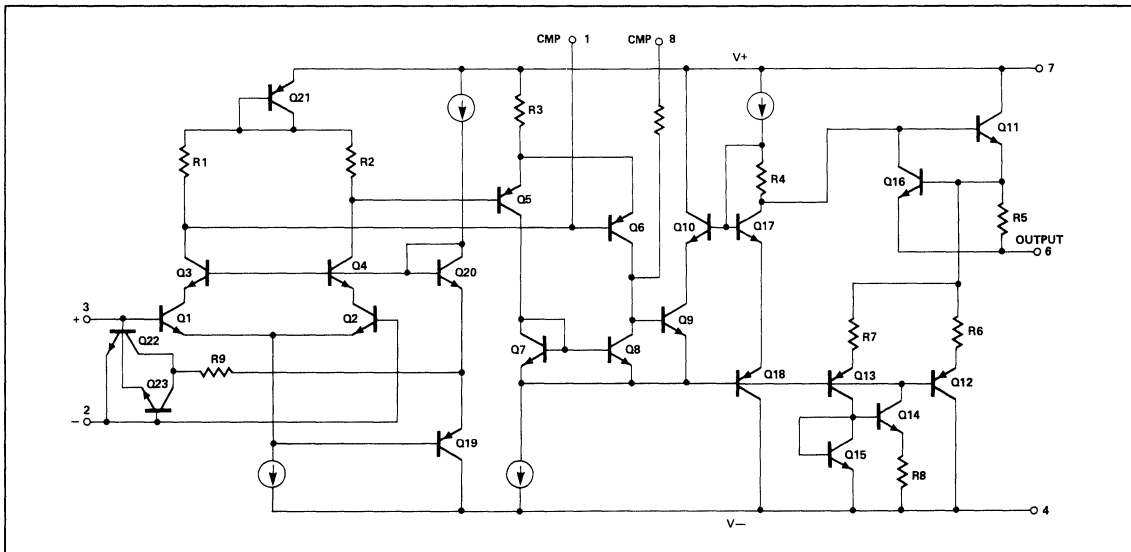 CMP 1
CMP 8
V+
7
Q21
R3
Q11
R1
R2
R4
Q16
Q5
R5
Q6
Q10
Q17
OUTPUT
6
Q3
Q4
Q20
3
+
Q1
Q2
Q9
R7
R6
Q22
R9
Q7
Q8
Q18
Q13
Q12
Q23
2
−
Q14
Q19
Q15
R8
4
V−